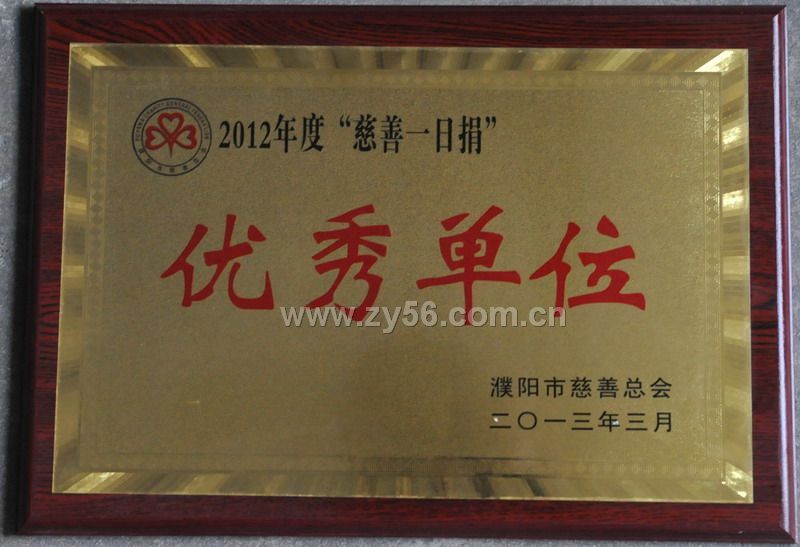 2012年度“慈善一日捐”
优秀单位
www.zy56.com.cn
濮阳市慈善总会
二〇一三年三月